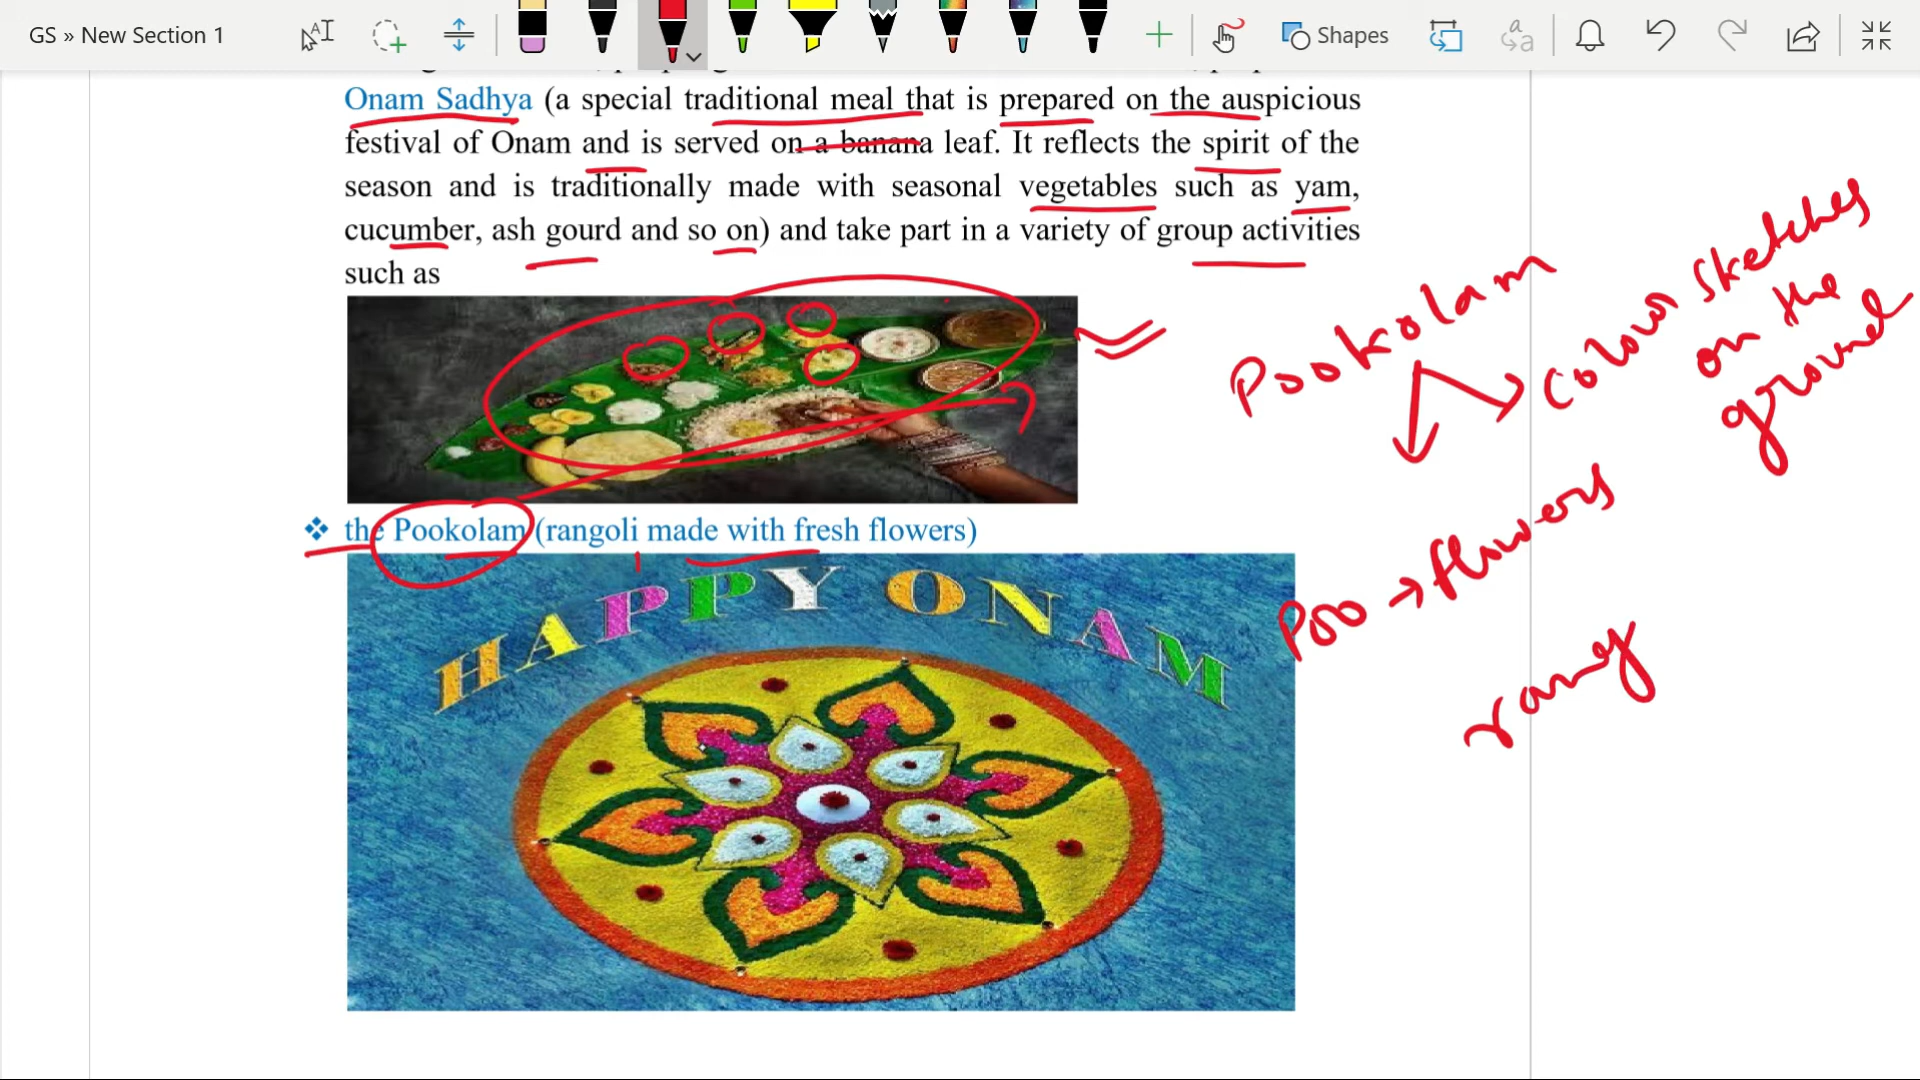 GS » New Section 1
Shapes
Onam Sadhya (a special traditional meal that is prepared on the auspicious
festival of Onam and is served on a banana leaf. It reflects the spirit of the
season and is traditionally made with seasonal vegetables such as yam,
cucumber, ash gourd and so on) and take part in a variety of group activities
such as
Pookolam
Colour Sketches
on the
ground
Poo → flowers
❖ the Pookolam (rangoli made with fresh flowers)
HAPPY ONAM